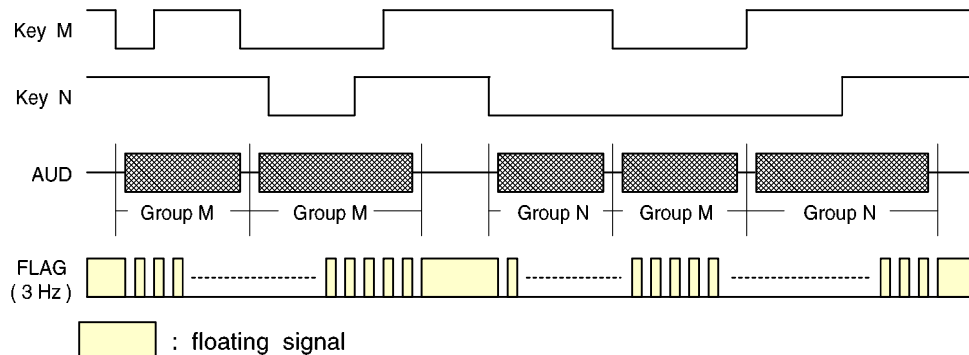 Key M
Key N
AUD
Group M
Group M
Group N
Group M
Group N
FLAG
( 3 Hz )
: floating signal